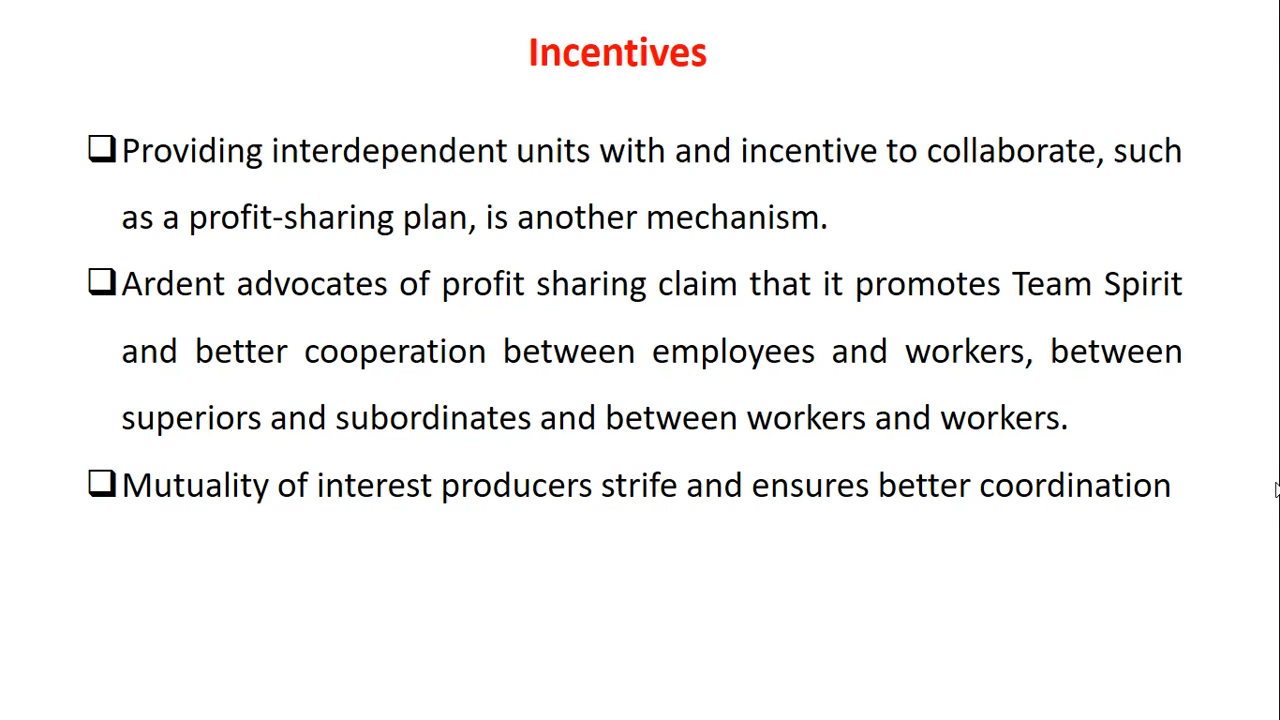 Incentives
❑Providing interdependent units with and incentive to collaborate, such
as a profit-sharing plan, is another mechanism.
❑Ardent advocates of profit sharing claim that it promotes Team Spirit
and better cooperation between employees and workers, between
superiors and subordinates and between workers and workers.
❑Mutuality of interest producers strife and ensures better coordination